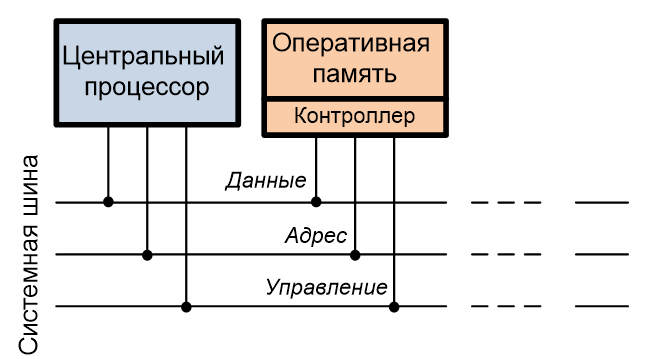 Центральный
процессор
Оперативная
память
Контроллер
Данные
Адрес
Управление
Системная шина